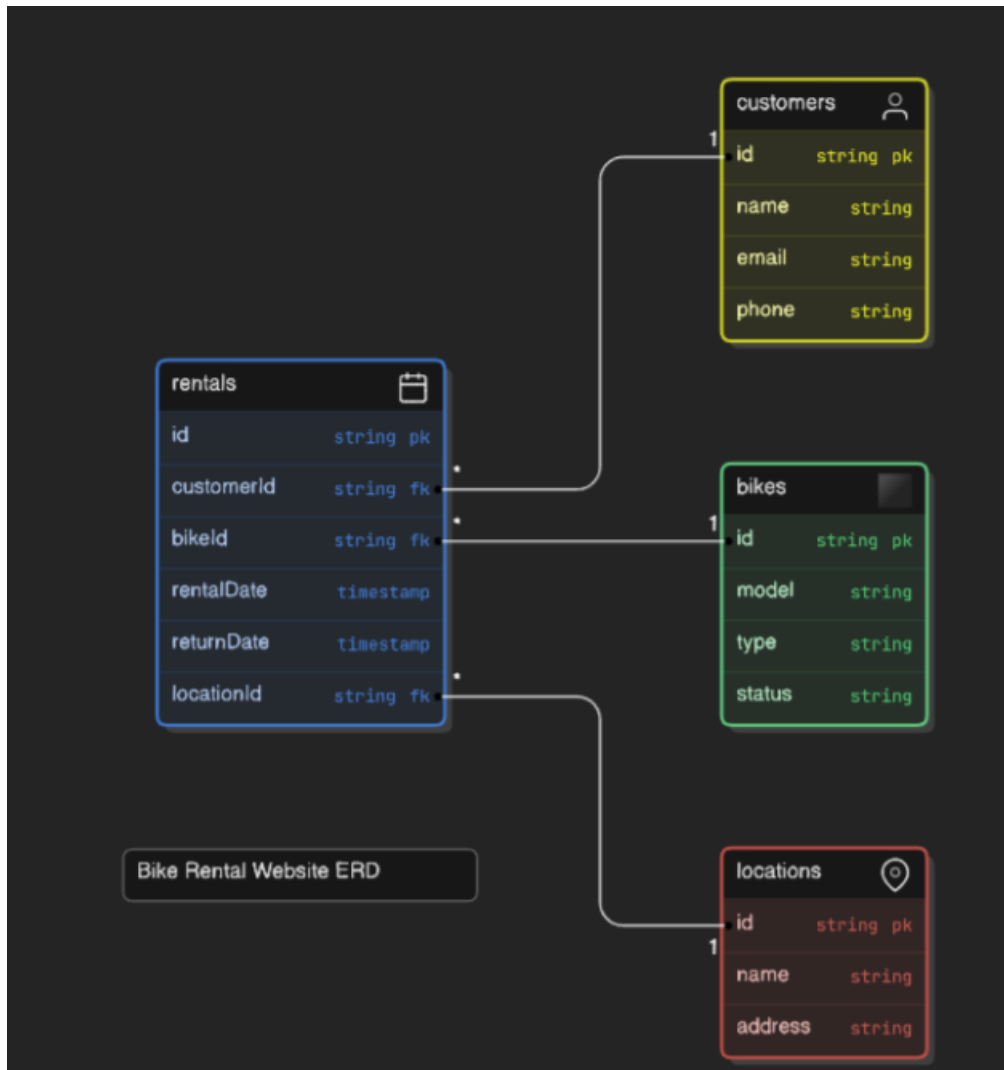 customers
1
id string pk
name string
email string
phone string
rentals
id string pk
customerId string fk
*
bikeId string fk
*
rentalDate timestamp
returnDate timestamp
locationId string fk
*
bikes
1
id string pk
model string
type string
status string
Bike Rental Website ERD
locations
id string pk
1
name string
address string